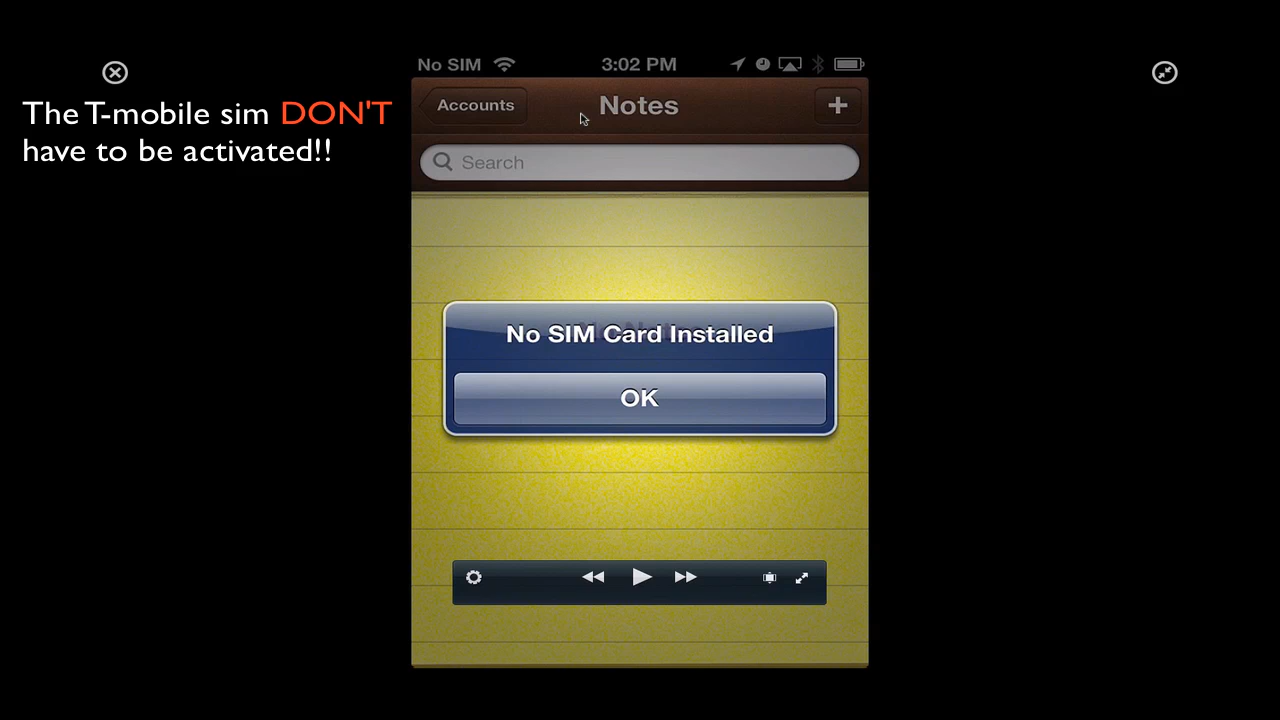 No SIM 3:02 PM
The T-mobile sim DON'T
have to be activated!!
Accounts Notes +
Search
No SIM Card Installed
OK